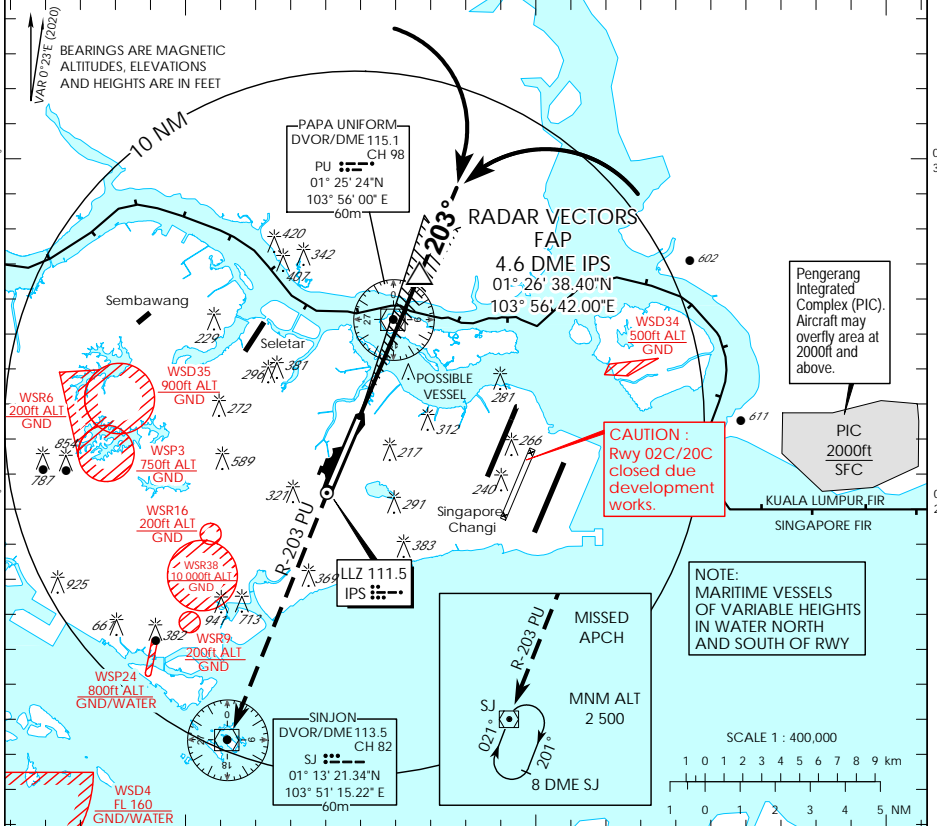 VAR 0°23'E (2020)
BEARINGS ARE MAGNETIC
ALTITUDES, ELEVATIONS
AND HEIGHTS ARE IN FEET
10 NM
PAPA UNIFORM
DVOR/DME 115.1
CH 98
PU
01° 25' 24"N
103° 56' 00" E
60m
203°
RADAR VECTORS
FAP
4.6 DME IPS
01° 26' 38.40"N
103° 56' 42.00"E
420
342
407
602
Sembawang
229
Seletar
296
381
POSSIBLE
VESSEL
281
WSD34
500ft ALT
GND
Pengerang
Integrated
Complex (PIC).
Aircraft may
overfly area at
2000ft and
above.
WSD35
900ft ALT
GND
WSR6
200ft ALT
GND
272
312
611
PIC
2000ft
SFC
854
787
WSP3
750ft ALT
GND
589
217
266
240
CAUTION :
Rwy 02C/20C
closed due
development
works.
321
291
Singapore
Changi
KUALA LUMPUR FIR
SINGAPORE FIR
WSR16
200ft ALT
GND
R-203 PU
383
WSR38
10 000ft ALT
GND
369
LLZ 111.5
IPS
925
941
713
661
382
WSR9
200ft ALT
GND
NOTE:
MARITIME VESSELS
OF VARIABLE HEIGHTS
IN WATER NORTH
AND SOUTH OF RWY
WSP24
800ft ALT
GND/WATER
R-203 PU
MISSED
APCH
MNM ALT
2 500
SJ
021°
201°
8 DME SJ
SINJON
DVOR/DME 113.5
CH 82
SJ
01° 13' 21.34"N
103° 51' 15.22" E
60m
WSD4
FL 160
GND/WATER
SCALE 1 : 400,000
1 0 1 2 3 4 5 6 7 8 9 km
1 0 1 2 3 4 5 NM